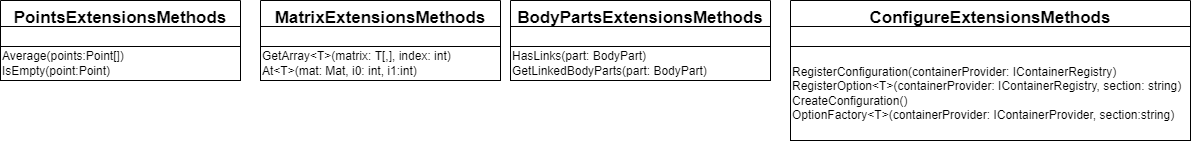 PointsExtensionsMethods
Average(points:Point[])
IsEmpty(point:Point)
MatrixExtensionsMethods
GetArray<T>(matrix: T[,], index: int)
At<T>(mat: Mat, i0: int, i1:int)
BodyPartsExtensionsMethods
HasLinks(part: BodyPart)
GetLinkedBodyParts(part: BodyPart)
ConfigureExtensionsMethods
RegisterConfiguration(containerProvider: IContainerRegistry)
RegisterOption<T>(containerProvider: IContainerRegistry, section: string)
CreateConfiguration()
OptionFactory<T>(containerProvider: IContainerProvider, section:string)